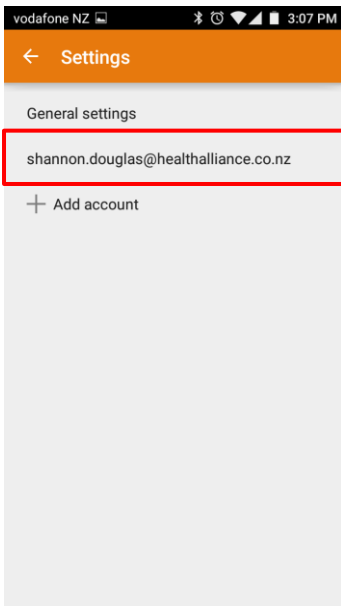 vodafone NZ 3:07 PM
Settings
General settings
shannon.douglas@healthalliance.co.nz
Add account